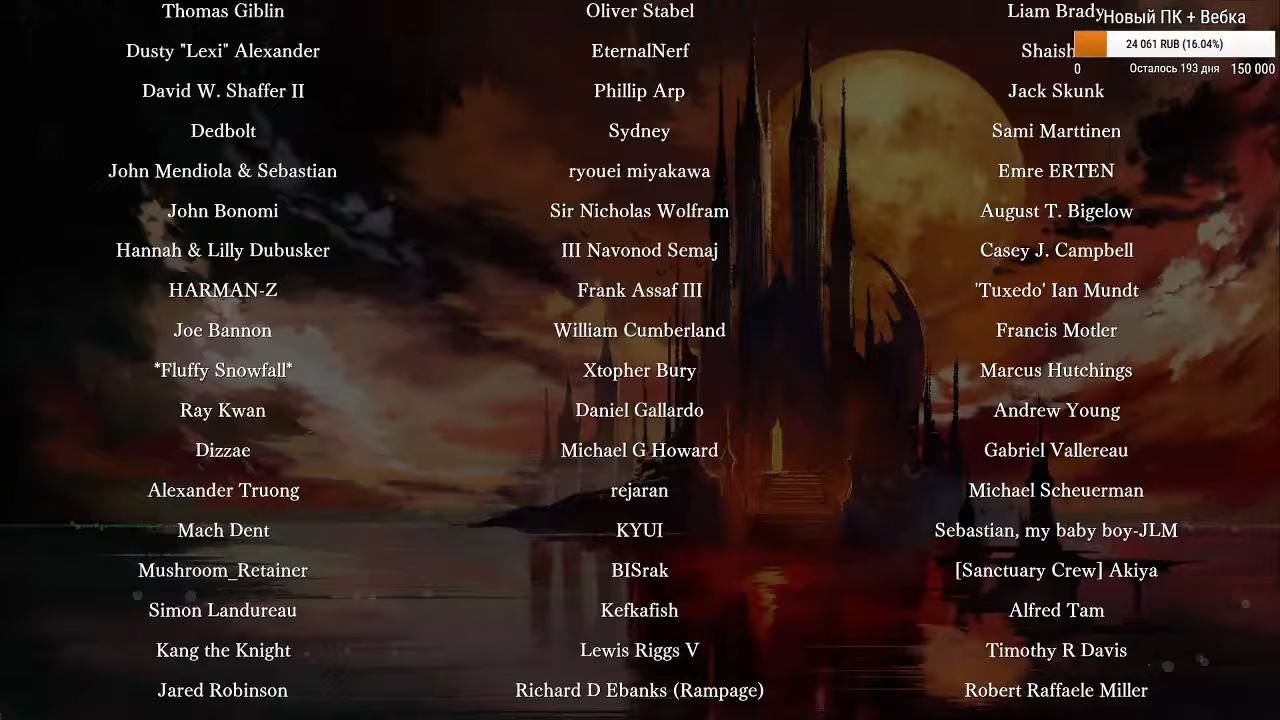 Thomas Giblin
Oliver Stabel
Liam Brady
Новый ПК + Вебка
Dusty "Lexi" Alexander
EternalNerf
Shaish
24 061 RUB (16.04%)
0
Осталось 193 дня
150 000
David W. Shaffer II
Phillip Arp
Jack Skunk
Dedbolt
Sydney
Sami Marttinen
John Mendiola & Sebastian
ryouei miyakawa
Emre ERTEN
John Bonomi
Sir Nicholas Wolfram
August T. Bigelow
Hannah & Lilly Dubusker
III Navonod Semaj
Casey J. Campbell
HARMAN-Z
Frank Assaf III
'Tuxedo' Ian Mundt
Joe Bannon
William Cumberland
Francis Motler
*Fluffy Snowfall*
Xtopher Bury
Marcus Hutchings
Ray Kwan
Daniel Gallardo
Andrew Young
Dizzae
Michael G Howard
Gabriel Vallereau
Alexander Truong
rejaran
Michael Scheuerman
Mach Dent
KYUI
Sebastian, my baby boy-JLM
Mushroom_Retainer
BISrak
[Sanctuary Crew] Akiya
Simon Landureau
Kefkafish
Alfred Tam
Kang the Knight
Lewis Riggs V
Timothy R Davis
Jared Robinson
Richard D Ebanks (Rampage)
Robert Raffaele Miller